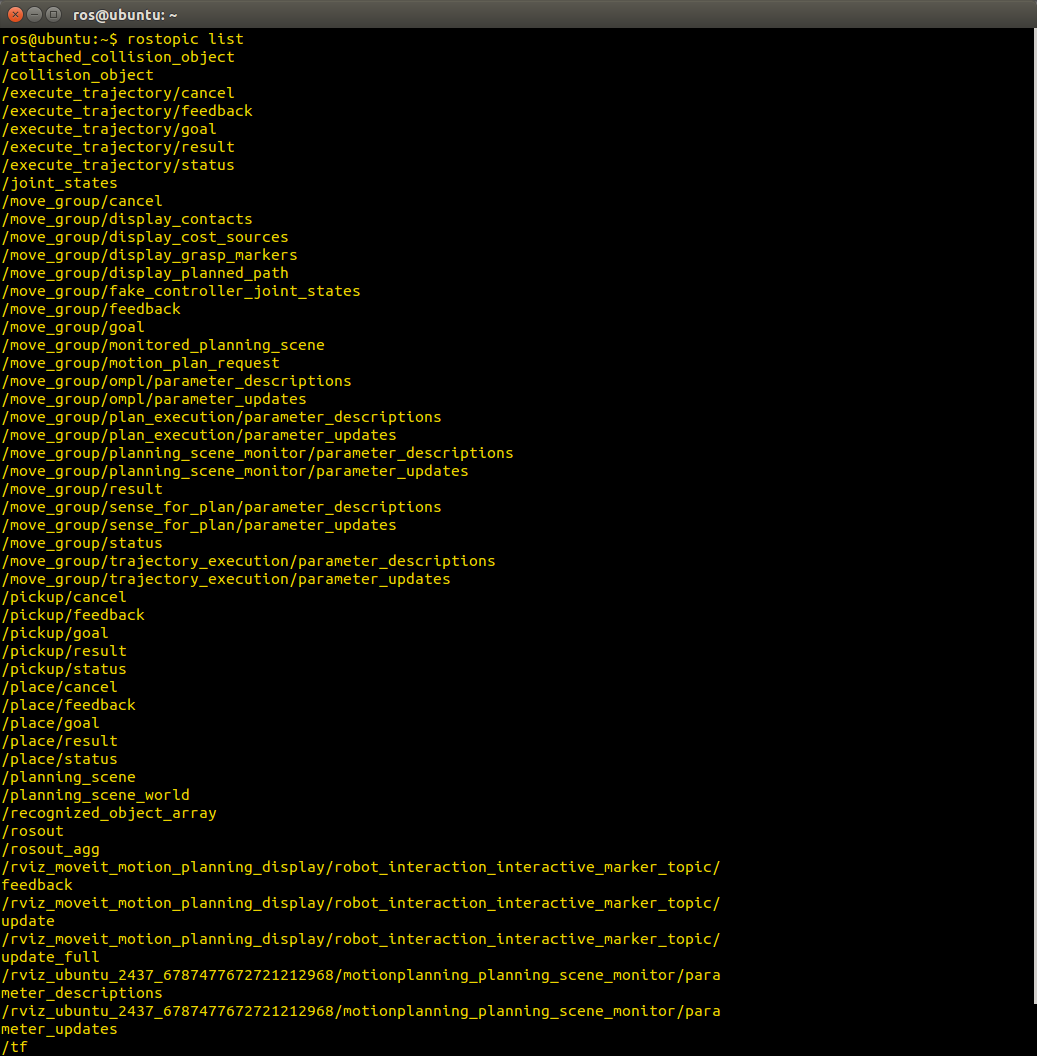 ros@ubuntu: ~
ros@ubuntu:~$ rostopic list
/attached_collision_object
/collision_object
/execute_trajectory/cancel
/execute_trajectory/feedback
/execute_trajectory/goal
/execute_trajectory/result
/execute_trajectory/status
/joint_states
/move_group/cancel
/move_group/display_contacts
/move_group/display_cost_sources
/move_group/display_grasp_markers
/move_group/display_planned_path
/move_group/fake_controller_joint_states
/move_group/feedback
/move_group/goal
/move_group/monitored_planning_scene
/move_group/motion_plan_request
/move_group/ompl/parameter_descriptions
/move_group/ompl/parameter_updates
/move_group/plan_execution/parameter_descriptions
/move_group/plan_execution/parameter_updates
/move_group/planning_scene_monitor/parameter_descriptions
/move_group/planning_scene_monitor/parameter_updates
/move_group/result
/move_group/sense_for_plan/parameter_descriptions
/move_group/sense_for_plan/parameter_updates
/move_group/status
/move_group/trajectory_execution/parameter_descriptions
/move_group/trajectory_execution/parameter_updates
/pickup/cancel
/pickup/feedback
/pickup/goal
/pickup/result
/pickup/status
/place/cancel
/place/feedback
/place/goal
/place/result
/place/status
/planning_scene
/planning_scene_world
/recognized_object_array
/rosout
/rosout_agg
/rviz_moveit_motion_planning_display/robot_interaction_interactive_marker_topic/
feedback
/rviz_moveit_motion_planning_display/robot_interaction_interactive_marker_topic/
update
/rviz_moveit_motion_planning_display/robot_interaction_interactive_marker_topic/
update_full
/rviz_ubuntu_2437_6787477672721212968/motionplanning_planning_scene_monitor/para
meter_descriptions
/rviz_ubuntu_2437_6787477672721212968/motionplanning_planning_scene_monitor/para
meter_updates
/tf